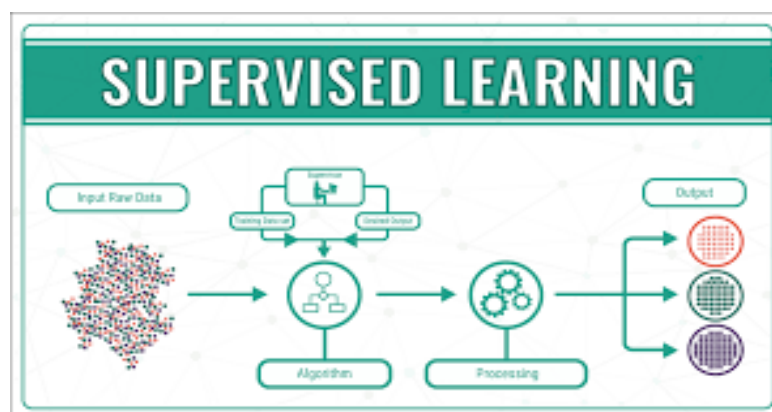 SUPERVISED LEARNING
Input Raw Data
Supervisor
Training Data set
Desired Output
Output
Algorithm
Processing